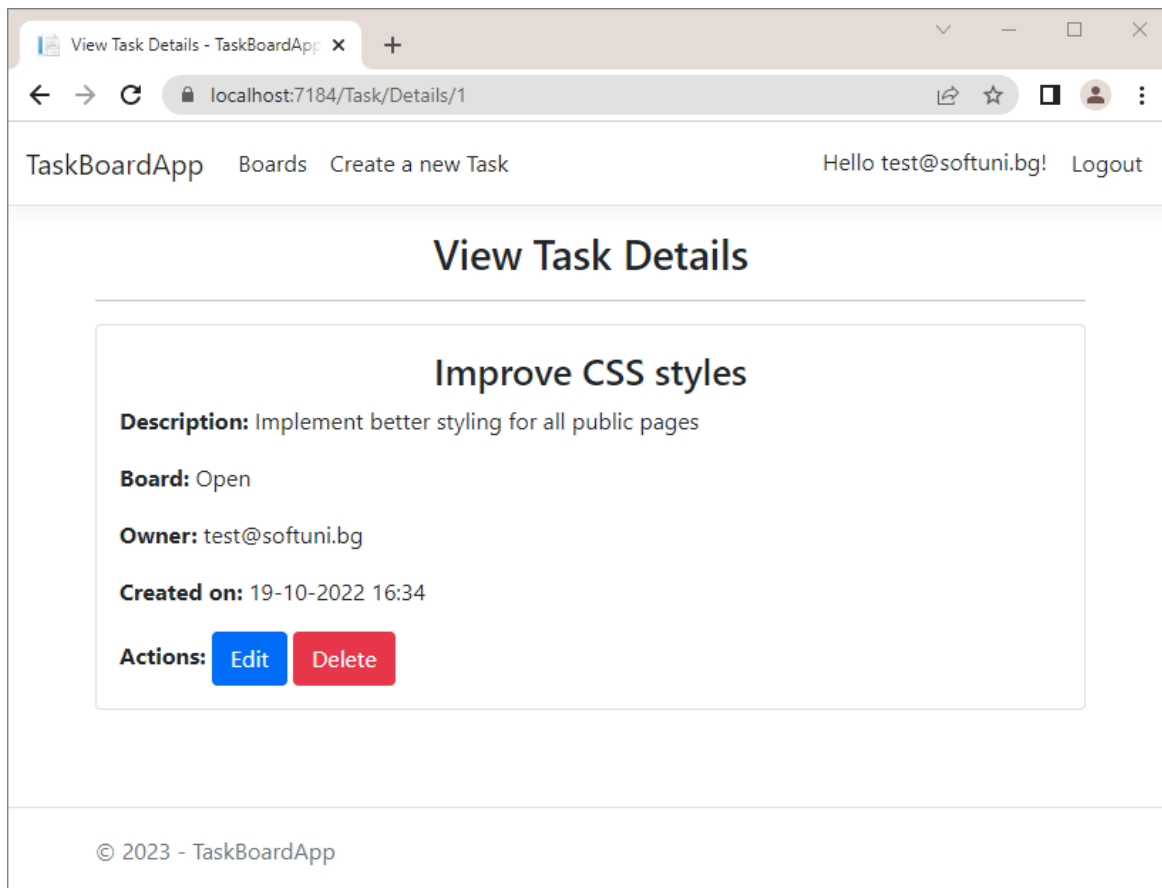 View Task Details - TaskBoardApp
localhost:7184/Task/Details/1
TaskBoardApp Boards Create a new Task Hello test@softuni.bg! Logout
View Task Details
Improve CSS styles
Description: Implement better styling for all public pages
Board: Open
Owner: test@softuni.bg
Created on: 19-10-2022 16:34
Actions: Edit Delete
© 2023 - TaskBoardApp